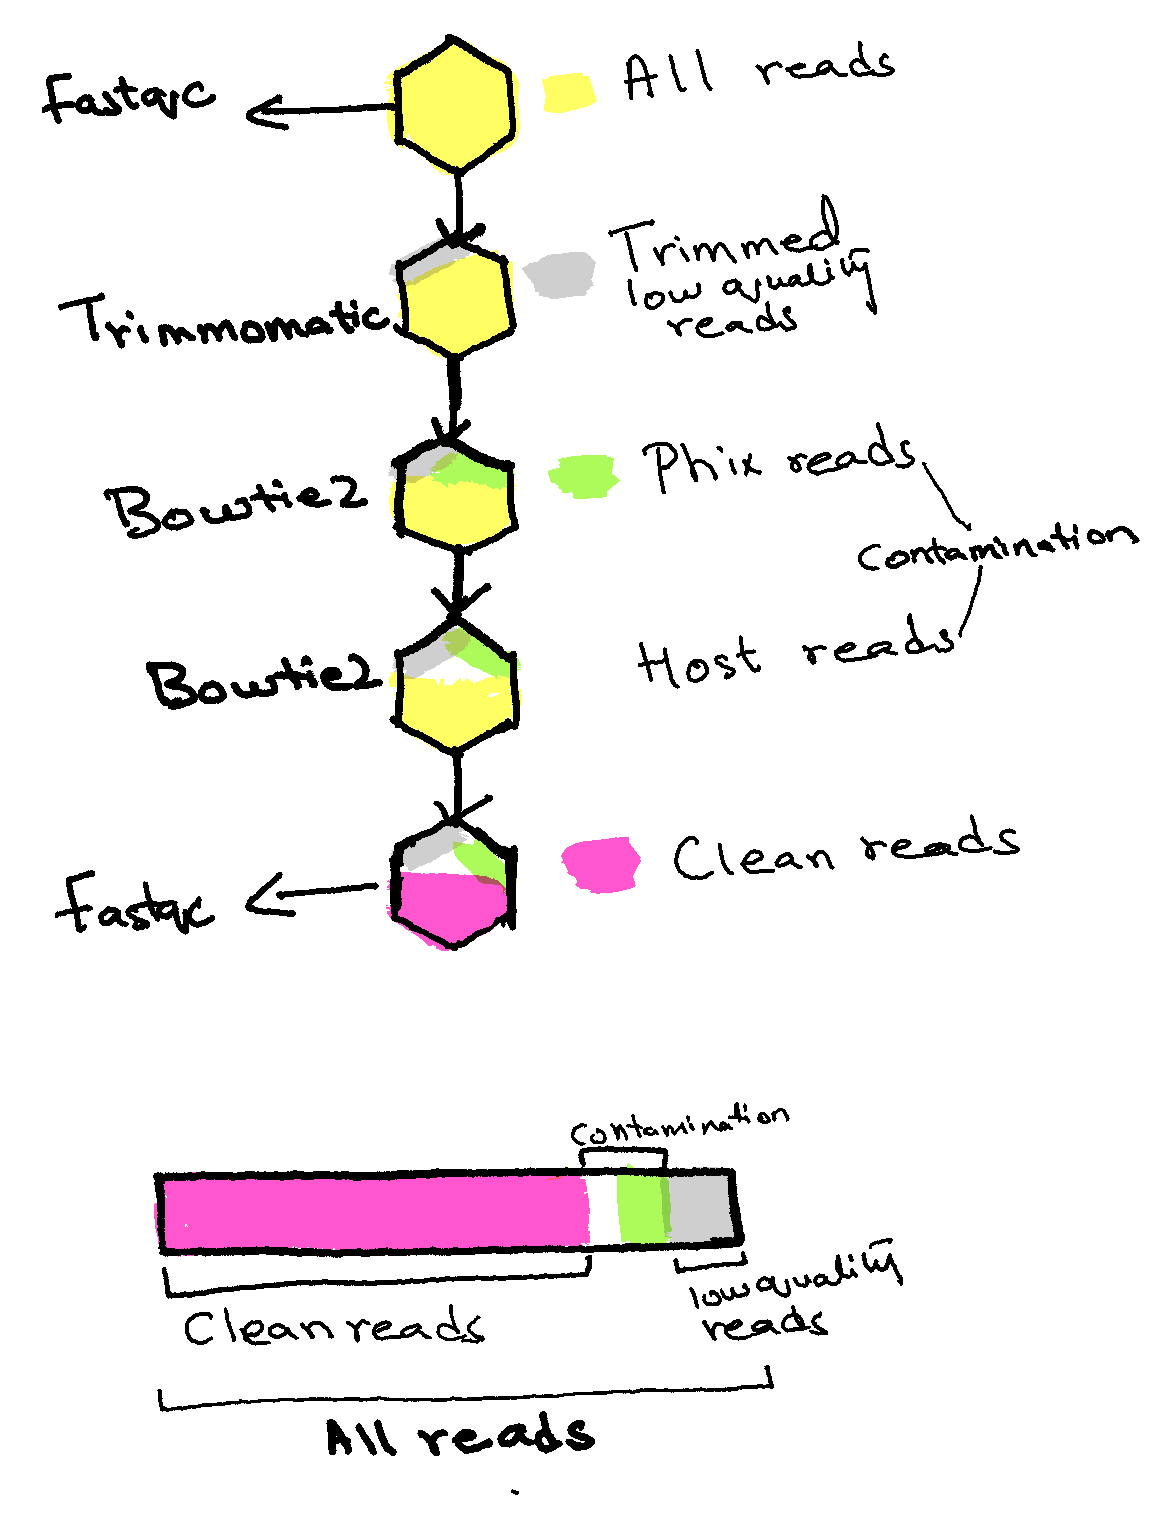 Fastqc
All reads
Trimmomatic
Trimmed
low quality
reads
Bowtie2
Phix reads
Contamination
Bowtie2
Host reads
Fastqc
Clean reads
Contamination
Clean reads
low quality
reads
All reads